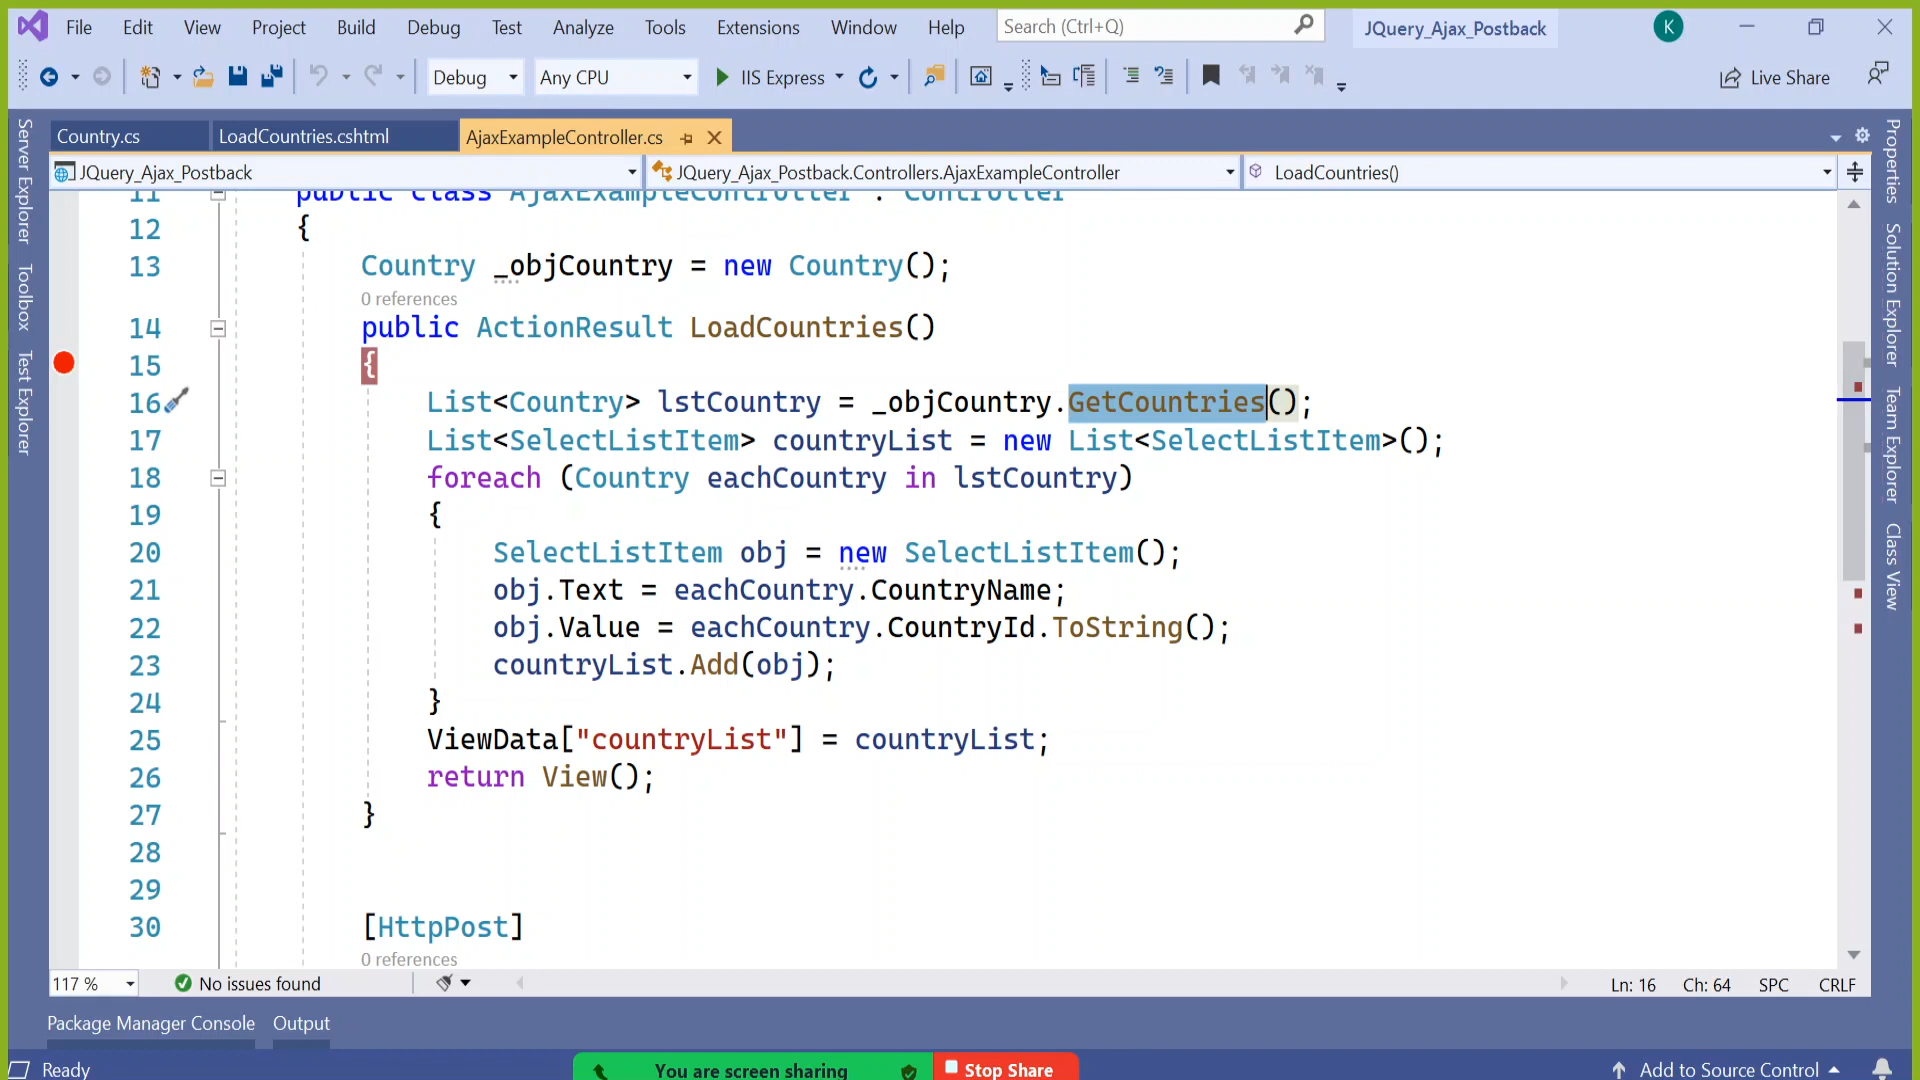 File Edit View Project Build Debug Test Analyze Tools Extensions Window Help Search (Ctrl+Q) JQuery_Ajax_Postback K
Debug Any CPU IIS Express Live Share
Country.cs LoadCountries.cshtml AjaxExampleController.cs
JQuery_Ajax_Postback JQuery_Ajax_Postback.Controllers.AjaxExampleController LoadCountries()
Server Explorer
Toolbox
Test Explorer
11 public class AjaxExampleController : Controller
12 {
13 Country _objCountry = new Country();
0 references
14 public ActionResult LoadCountries()
15 {
16 List<Country> lstCountry = _objCountry.GetCountries();
17 List<SelectListItem> countryList = new List<SelectListItem>();
18 foreach (Country eachCountry in lstCountry)
19 {
20 SelectListItem obj = new SelectListItem();
21 obj.Text = eachCountry.CountryName;
22 obj.Value = eachCountry.CountryId.ToString();
23 countryList.Add(obj);
24 }
25 ViewData["countryList"] = countryList;
26 return View();
27 }
28
29
30 [HttpPost]
0 references
Properties
Solution Explorer
Team Explorer
Class View
117 % No issues found Ln: 16 Ch: 64 SPC CRLF
Package Manager Console Output
Ready You are screen sharing Stop Share Add to Source Control